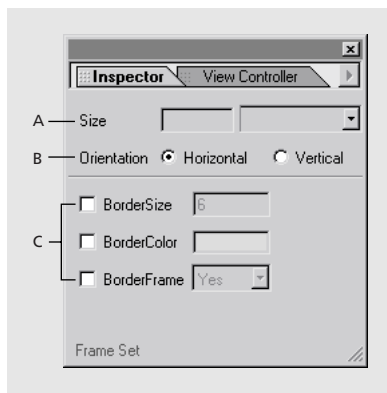 Inspector View Controller
A Size
B Orientation Horizontal Vertical
BorderSize 6
C BorderColor
BorderFrame Yes
Frame Set